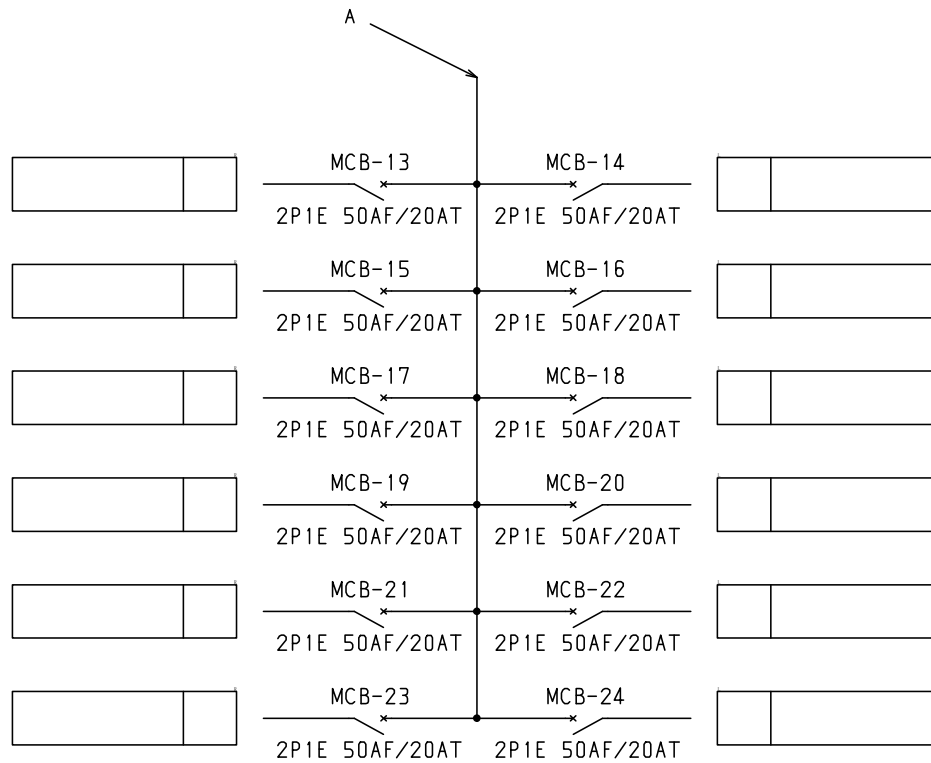 A
MCB-13 MCB-14
2P1E 50AF/20AT 2P1E 50AF/20AT
MCB-15 MCB-16
2P1E 50AF/20AT 2P1E 50AF/20AT
MCB-17 MCB-18
2P1E 50AF/20AT 2P1E 50AF/20AT
MCB-19 MCB-20
2P1E 50AF/20AT 2P1E 50AF/20AT
MCB-21 MCB-22
2P1E 50AF/20AT 2P1E 50AF/20AT
MCB-23 MCB-24
2P1E 50AF/20AT 2P1E 50AF/20AT